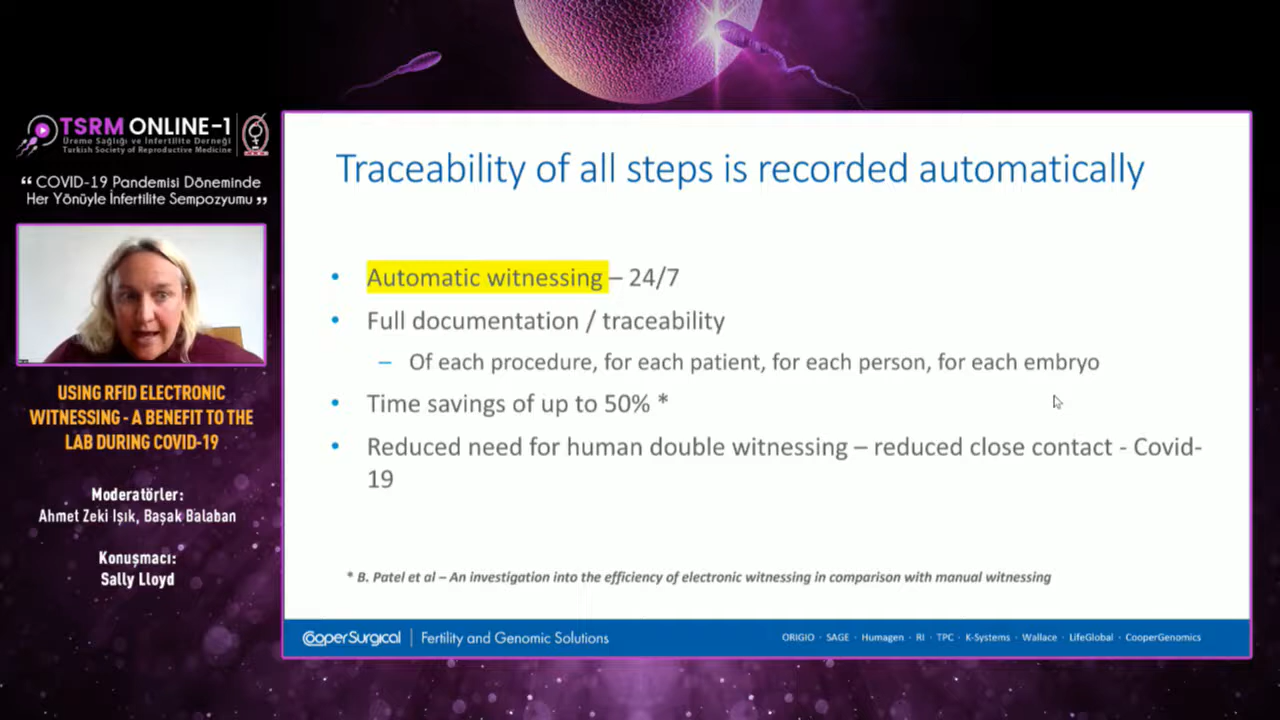 TSRM ONLINE-1
Üreme Sağlığı ve İnfertilite Derneği
Turkish Society of Reproductive Medicine
“ COVID-19 Pandemisi Döneminde
Her Yönüyle İnfertilite Sempozyumu ”
USING RFID ELECTRONIC
WITNESSING - A BENEFIT TO THE
LAB DURING COVID-19
Moderatörler:
Ahmet Zeki Işık, Başak Balaban
Konuşmacı:
Sally Lloyd
Traceability of all steps is recorded automatically
• Automatic witnessing – 24/7
• Full documentation / traceability
– Of each procedure, for each patient, for each person, for each embryo
• Time savings of up to 50% *
• Reduced need for human double witnessing – reduced close contact - Covid-
19
* B. Patel et al – An investigation into the efficiency of electronic witnessing in comparison with manual witnessing
CooperSurgical | Fertility and Genomic Solutions
ORIGIO · SAGE · Humagen · RI · TPC · K-Systems · Wallace · LifeGlobal · CooperGenomics